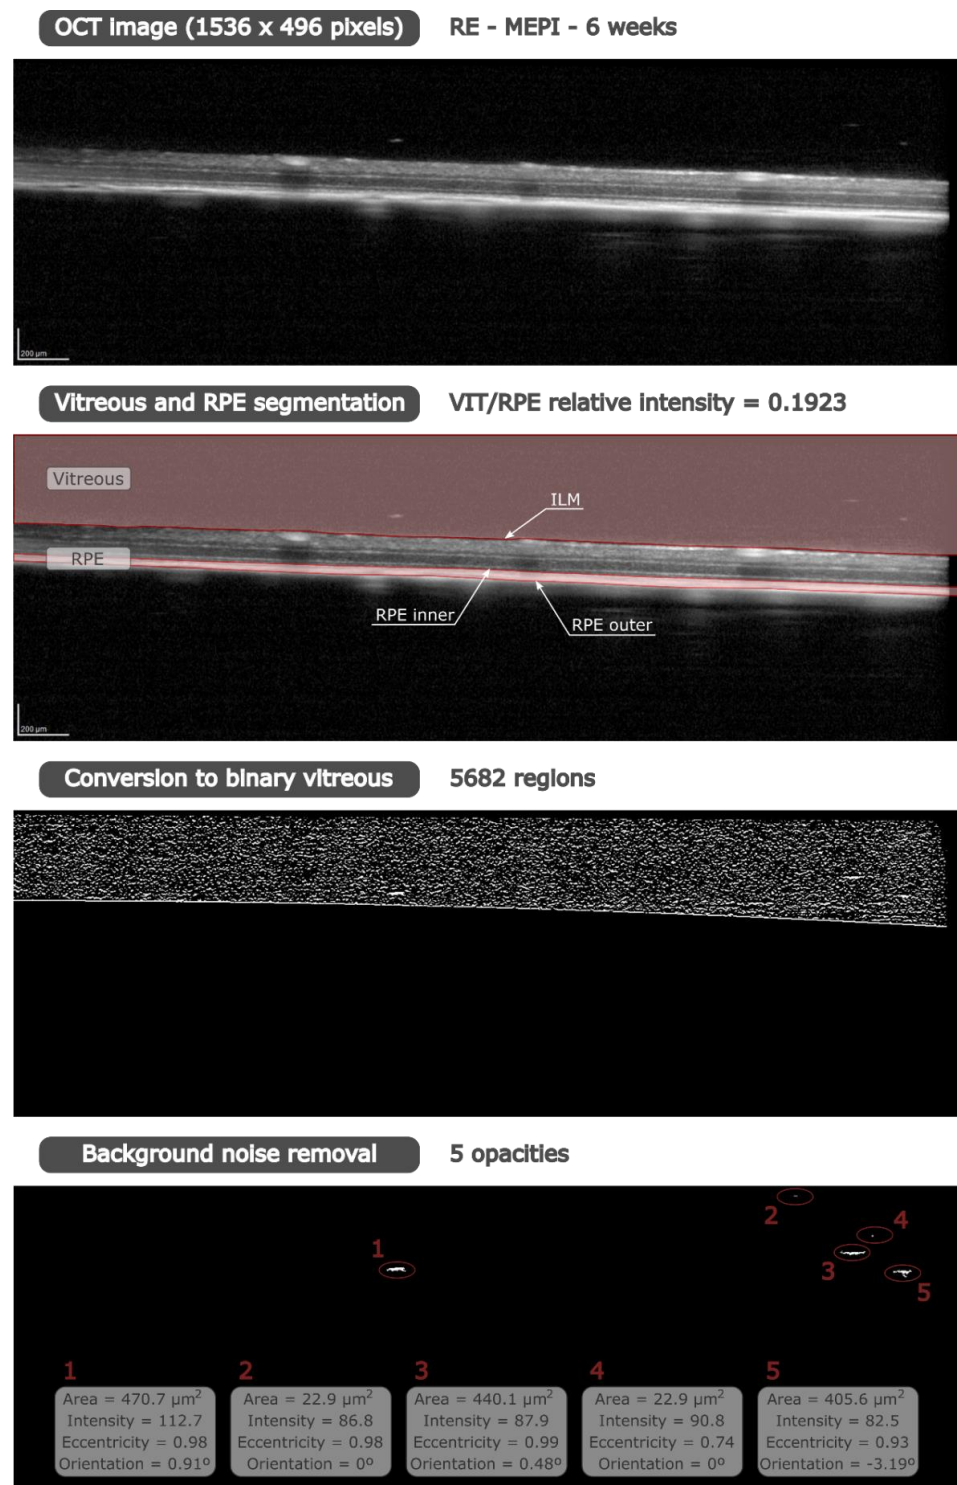 OCT image (1536 x 496 pixels) RE - MEPI - 6 weeks
200 µm
Vitreous and RPE segmentation VIT/RPE relative intensity = 0.1923
Vitreous
ILM
RPE
RPE inner
RPE outer
200 µm
Conversion to binary vitreous 5682 regions
Background noise removal 5 opacities
2
4
1
3
5
1
Area = 470.7 µm²
Intensity = 112.7
Eccentricity = 0.98
Orientation = 0.91º
2
Area = 22.9 µm²
Intensity = 86.8
Eccentricity = 0.98
Orientation = 0º
3
Area = 440.1 µm²
Intensity = 87.9
Eccentricity = 0.99
Orientation = 0.48º
4
Area = 22.9 µm²
Intensity = 90.8
Eccentricity = 0.74
Orientation = 0º
5
Area = 405.6 µm²
Intensity = 82.5
Eccentricity = 0.93
Orientation = -3.19º